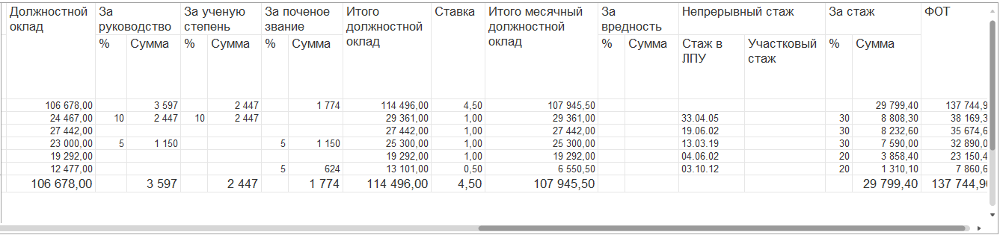 Должностной оклад За руководство За ученую степень За поченое звание Итого должностной оклад Ставка Итого месячный должностной оклад За вредность Непрерывный стаж За стаж ФОТ
% Сумма % Сумма % Сумма % Сумма Стаж в ЛПУ Участковый стаж % Сумма
106 678,00 3 597 2 447 1 774 114 496,00 4,50 107 945,50 29 799,40 137 744,9
24 467,00 10 2 447 10 2 447 29 361,00 1,00 29 361,00 33.04.05 30 8 808,30 38 169,3
27 442,00 27 442,00 1,00 27 442,00 19.06.02 30 8 232,60 35 674,6
23 000,00 5 1 150 5 1 150 25 300,00 1,00 25 300,00 13.03.19 30 7 590,00 32 890,0
19 292,00 19 292,00 1,00 19 292,00 04.06.02 20 3 858,40 23 150,4
12 477,00 5 624 13 101,00 0,50 6 550,50 03.10.12 20 1 310,10 7 860,6
106 678,00 3 597 2 447 1 774 114 496,00 4,50 107 945,50 29 799,40 137 744,90